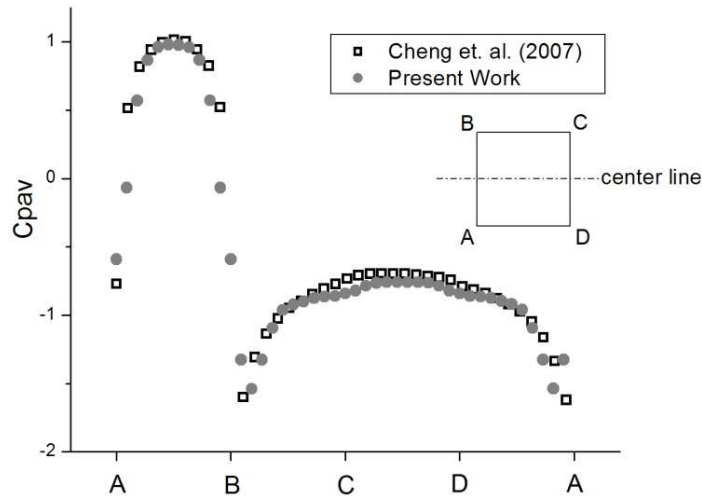 Cheng et. al. (2007)
Present Work
B C
center line
A D
Cpav
1
0
-1
-2
A B C D A